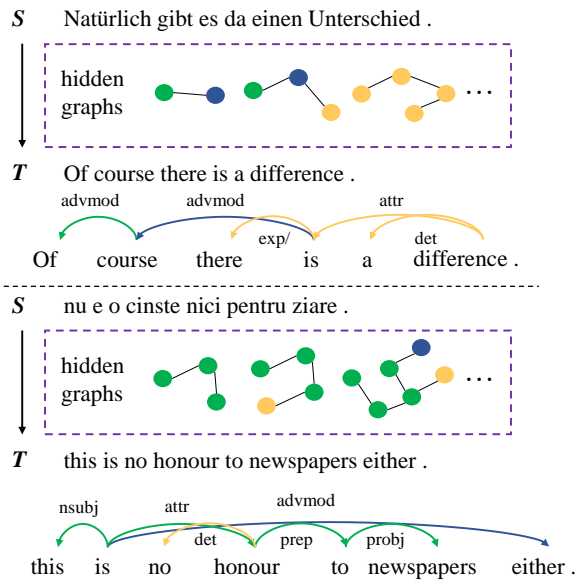 S Natürlich gibt es da einen Unterschied .
hidden
graphs
...
T Of course there is a difference .
advmod advmod attr
exp/ det
Of course there is a difference .
S nu e o cinste nici pentru ziare .
hidden
graphs
...
T this is no honour to newspapers either .
nsubj attr advmod
det prep probj
this is no honour to newspapers either .